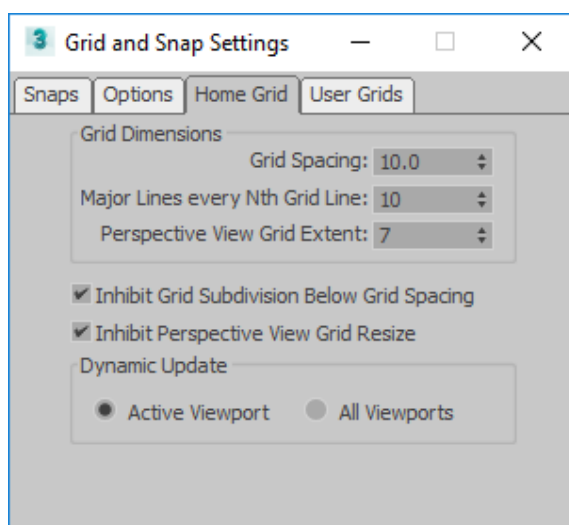 3 Grid and Snap Settings
Snaps Options Home Grid User Grids
Grid Dimensions
Grid Spacing: 10.0
Major Lines every Nth Grid Line: 10
Perspective View Grid Extent: 7
Inhibit Grid Subdivision Below Grid Spacing
Inhibit Perspective View Grid Resize
Dynamic Update
Active Viewport All Viewports